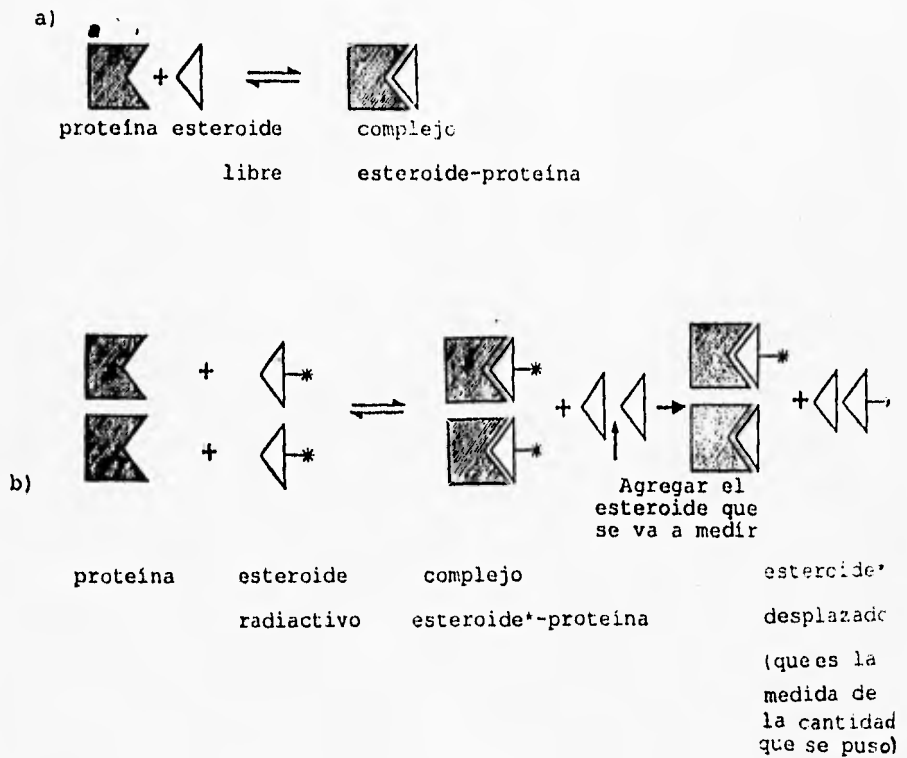 a)
+
proteína esteroide complejo
libre esteroide-proteína
+ * * *
+ + +
+ * *
b)
Agregar el
esteroide que
se va a medír
proteína esteroide complejo esteroide*
radiactivo esteroide*-proteína desplazado
(que es la
medida de
la cantidad
que se puso)